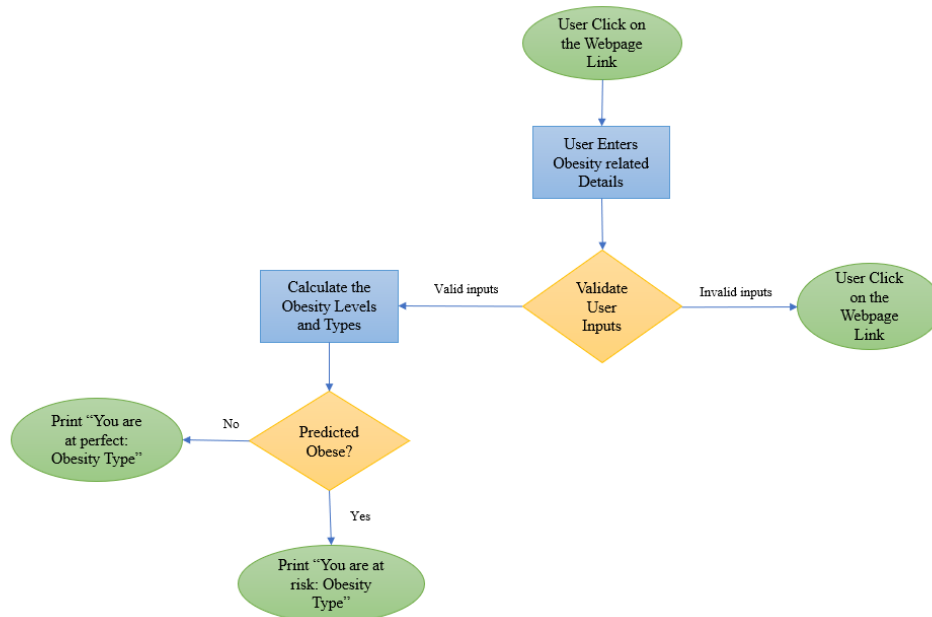 User Click on
the Webpage
Link
User Enters
Obesity related
Details
Calculate the
Obesity Levels
and Types
Valid inputs
Validate
User
Inputs
Invalid inputs
User Click
on the
Webpage
Link
Print “You are
at perfect:
Obesity Type”
No
Predicted
Obese?
Yes
Print “You are at
risk: Obesity
Type”